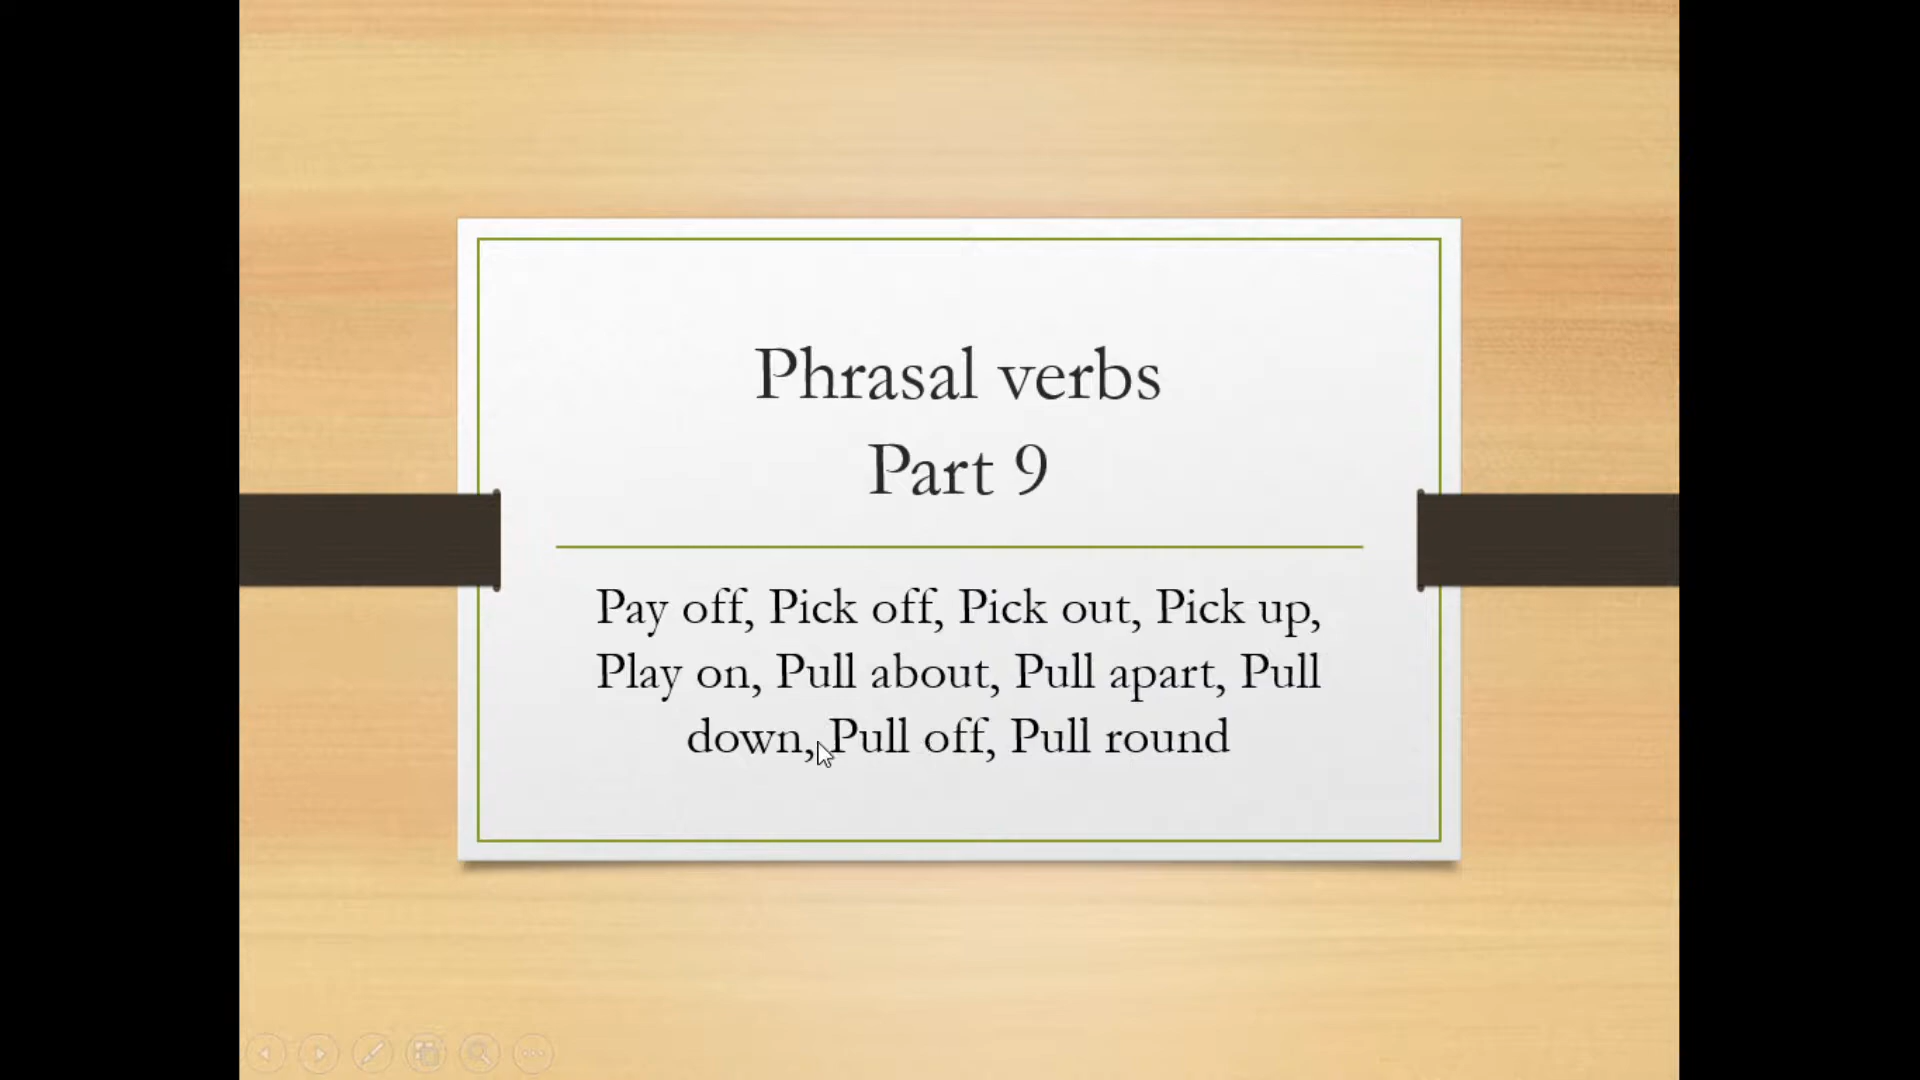 Phrasal verbs
Part 9
Pay off, Pick off, Pick out, Pick up,
Play on, Pull about, Pull apart, Pull
down, Pull off, Pull round